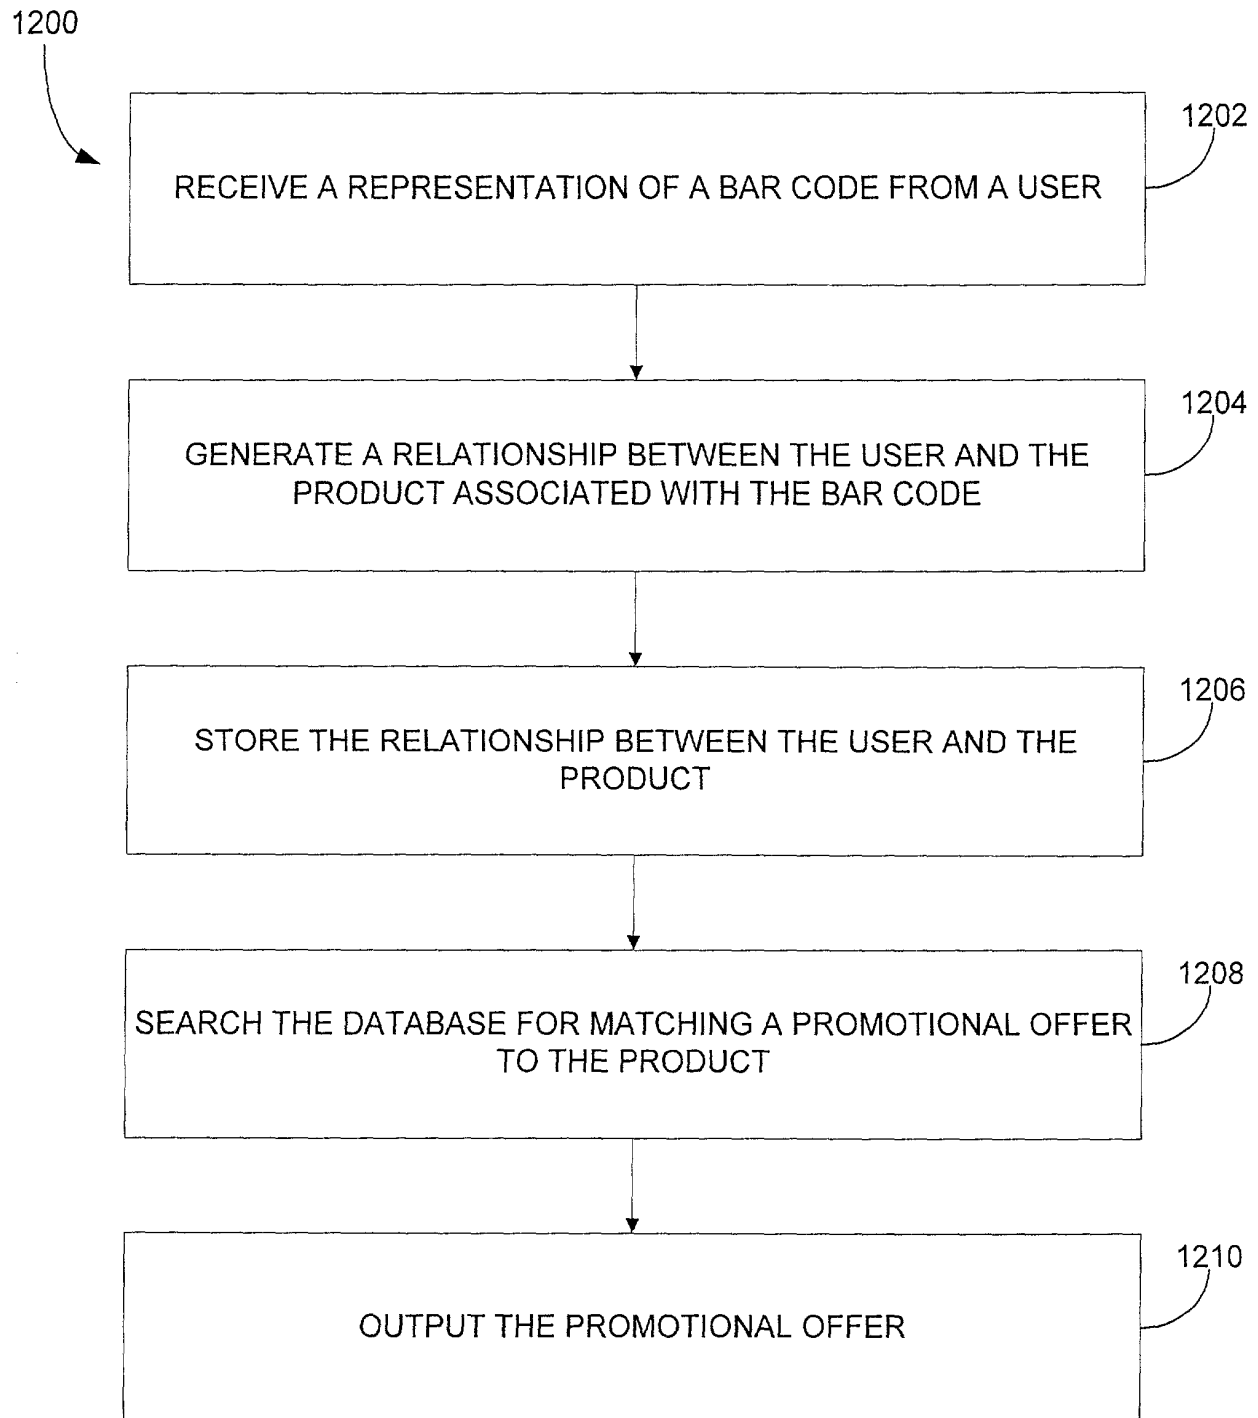 1200
1202
RECEIVE A REPRESENTATION OF A BAR CODE FROM A USER
1204
GENERATE A RELATIONSHIP BETWEEN THE USER AND THE
PRODUCT ASSOCIATED WITH THE BAR CODE
1206
STORE THE RELATIONSHIP BETWEEN THE USER AND THE
PRODUCT
1208
SEARCH THE DATABASE FOR MATCHING A PROMOTIONAL OFFER
TO THE PRODUCT
1210
OUTPUT THE PROMOTIONAL OFFER